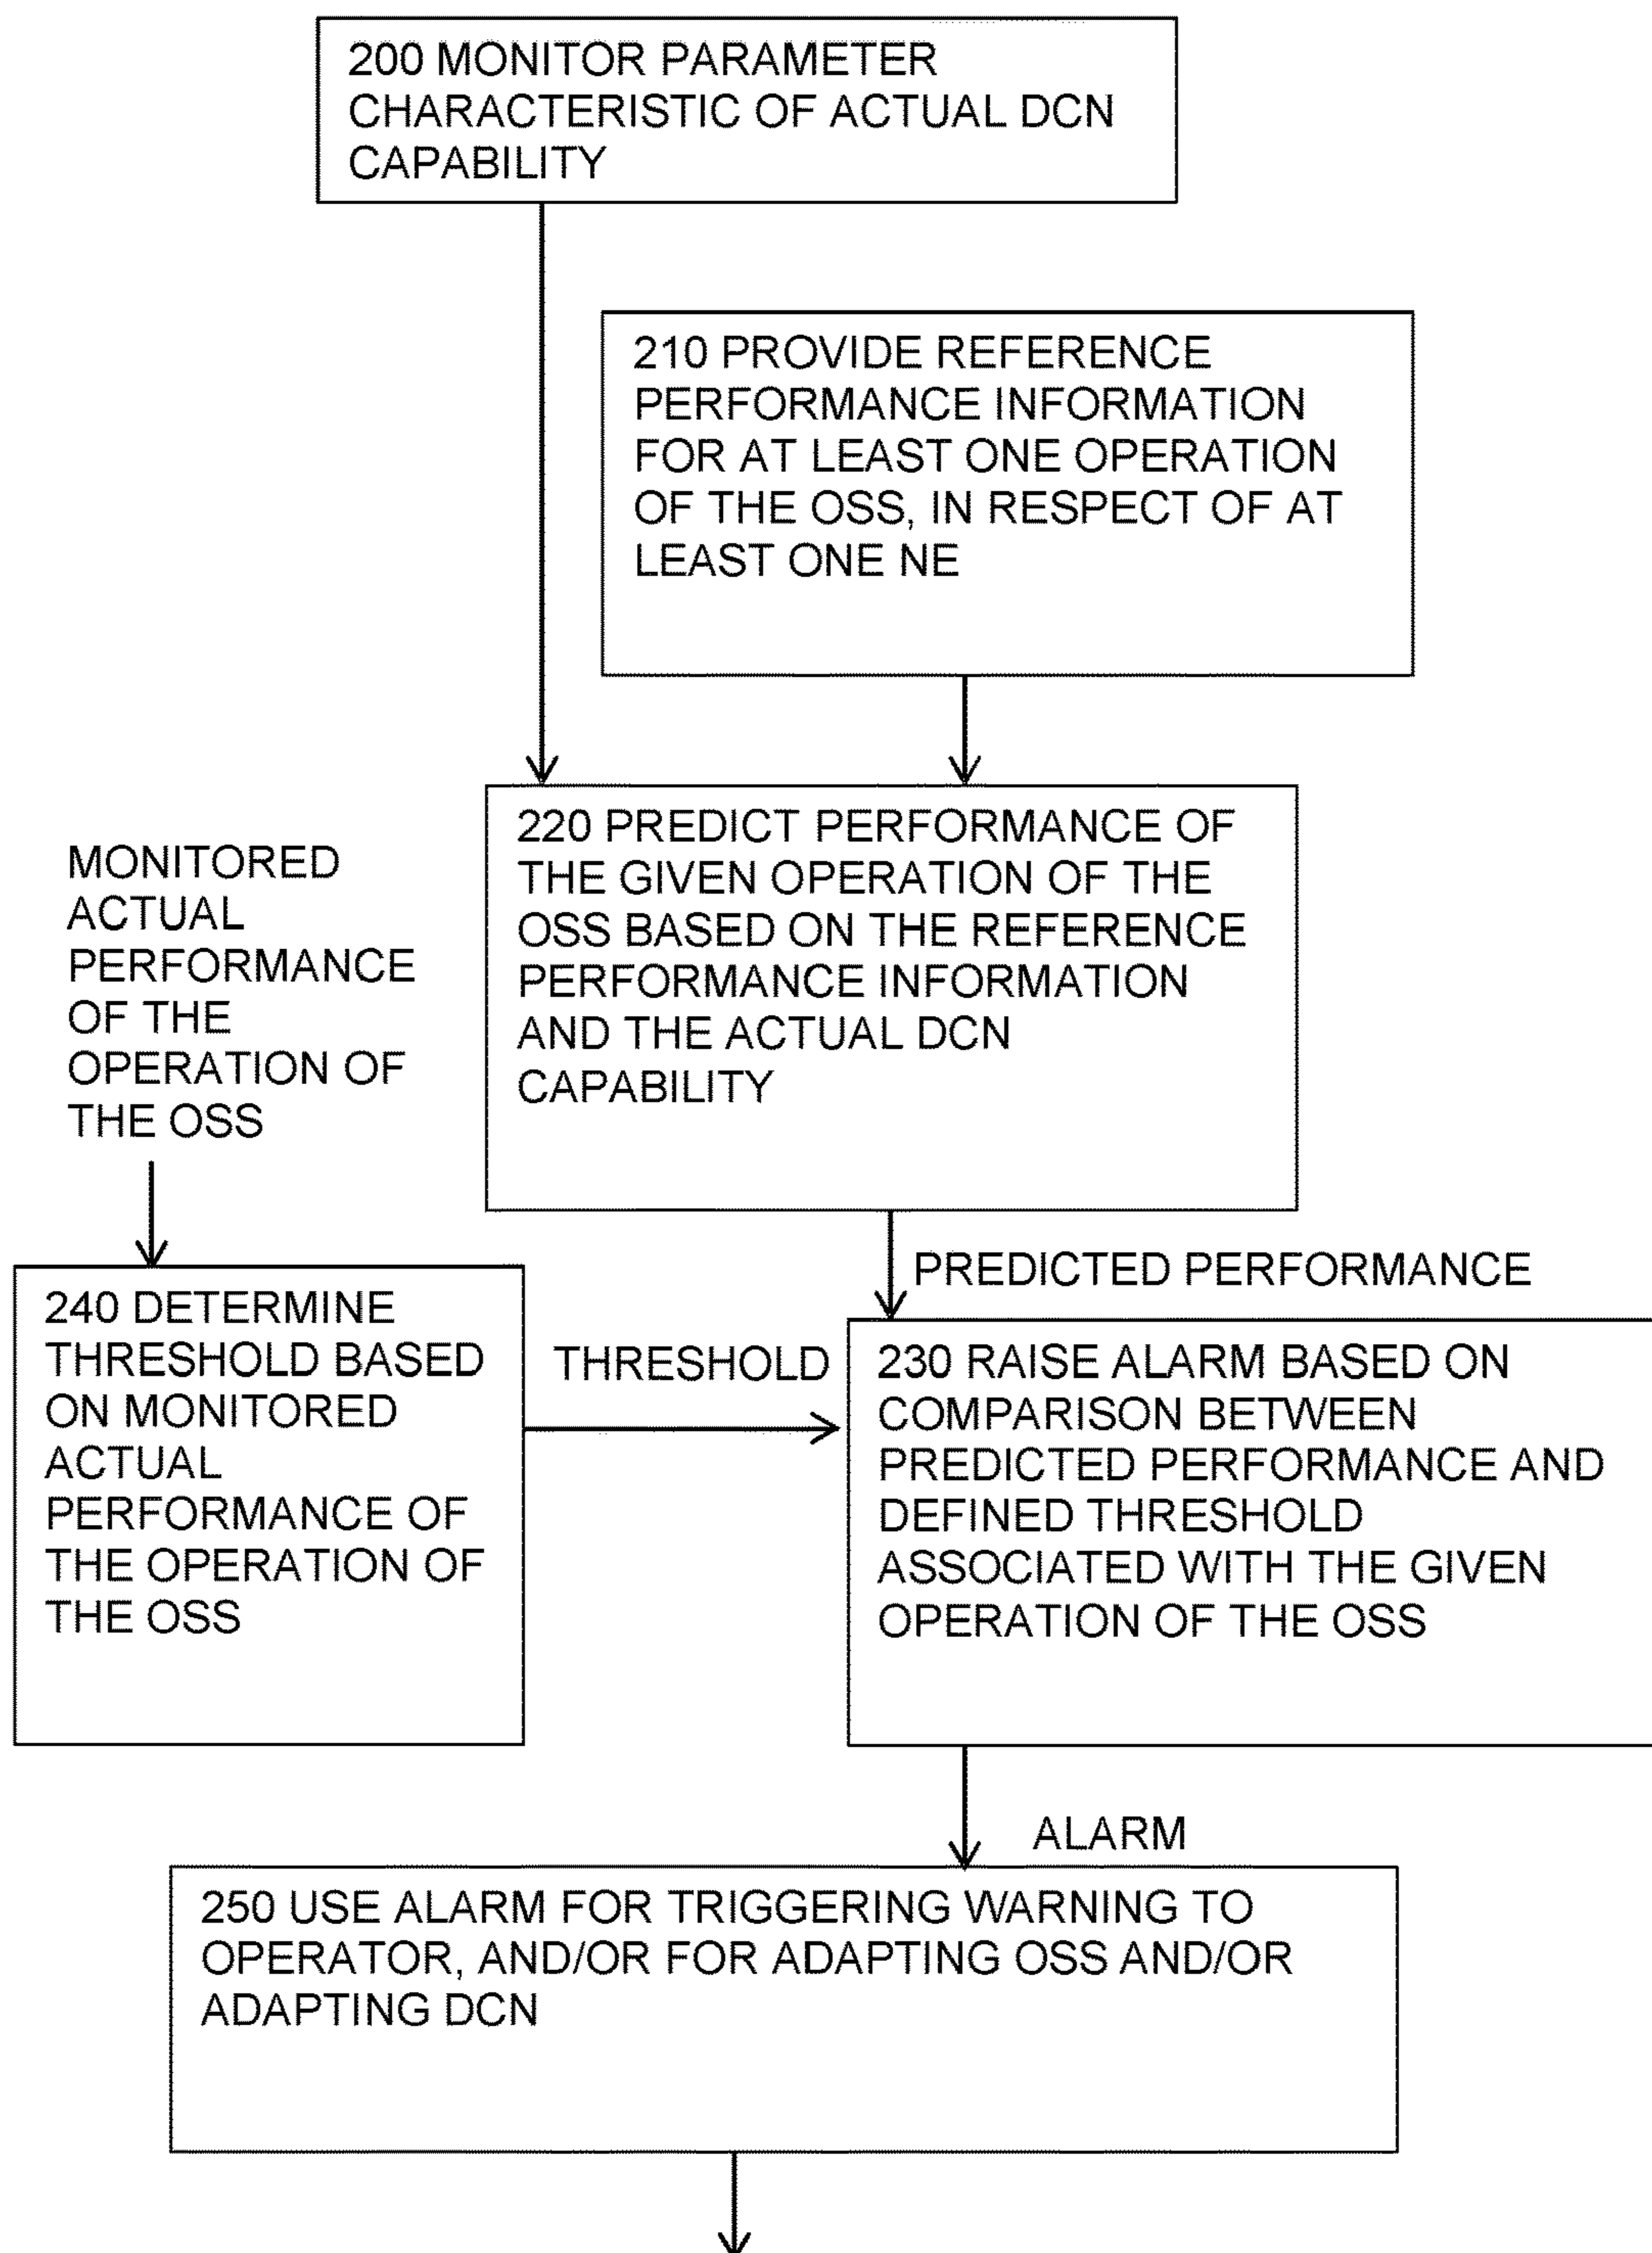 200 MONITOR PARAMETER
CHARACTERISTIC OF ACTUAL DCN
CAPABILITY
210 PROVIDE REFERENCE
PERFORMANCE INFORMATION
FOR AT LEAST ONE OPERATION
OF THE OSS, IN RESPECT OF AT
LEAST ONE NE
220 PREDICT PERFORMANCE OF
THE GIVEN OPERATION OF THE
OSS BASED ON THE REFERENCE
PERFORMANCE INFORMATION
AND THE ACTUAL DCN
CAPABILITY
MONITORED
ACTUAL
PERFORMANCE
OF THE
OPERATION OF
THE OSS
PREDICTED PERFORMANCE
240 DETERMINE
THRESHOLD BASED
ON MONITORED
ACTUAL
PERFORMANCE OF
THE OPERATION OF
THE OSS
THRESHOLD
230 RAISE ALARM BASED ON
COMPARISON BETWEEN
PREDICTED PERFORMANCE AND
DEFINED THRESHOLD
ASSOCIATED WITH THE GIVEN
OPERATION OF THE OSS
ALARM
250 USE ALARM FOR TRIGGERING WARNING TO
OPERATOR, AND/OR FOR ADAPTING OSS AND/OR
ADAPTING DCN